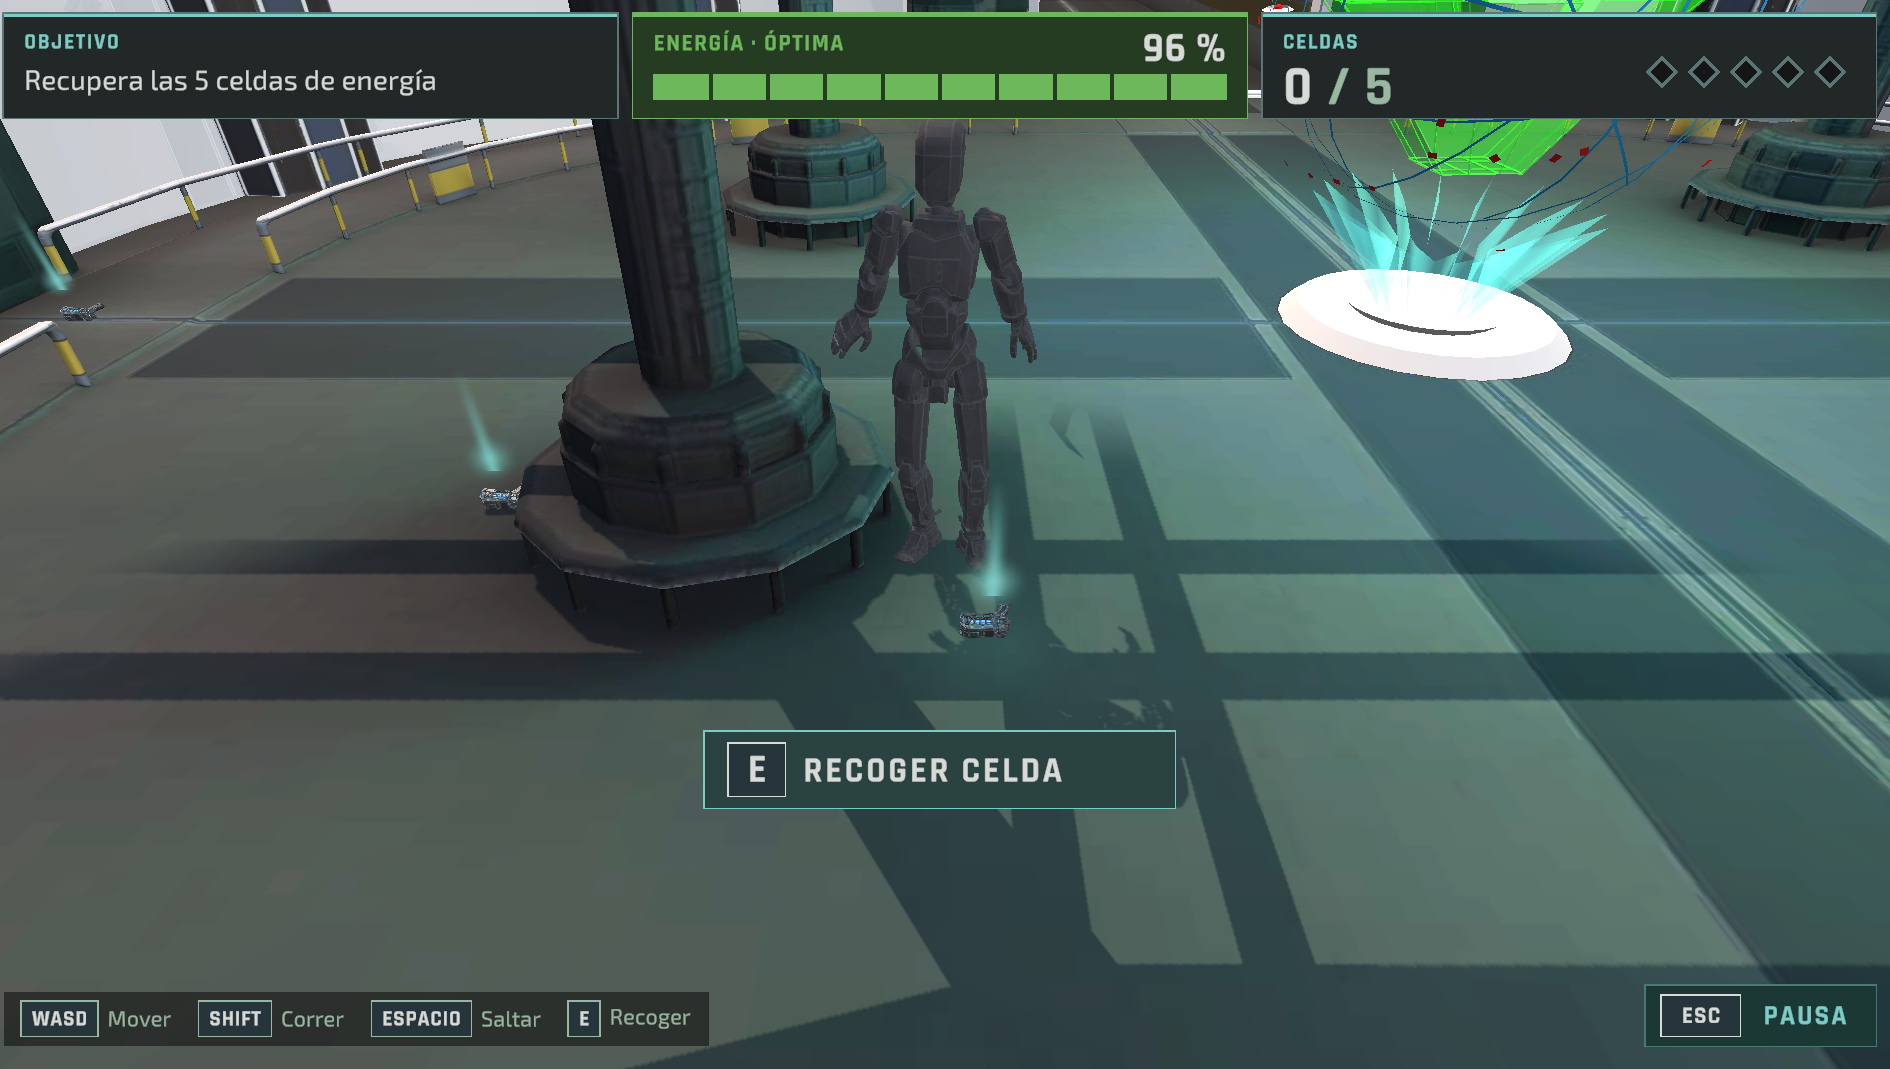 OBJETIVO
Recupera las 5 celdas de energía
ENERGÍA · ÓPTIMA
96 %
CELDAS
0 / 5
E RECOGER CELDA
WASD Mover SHIFT Correr ESPACIO Saltar E Recoger
ESC PAUSA